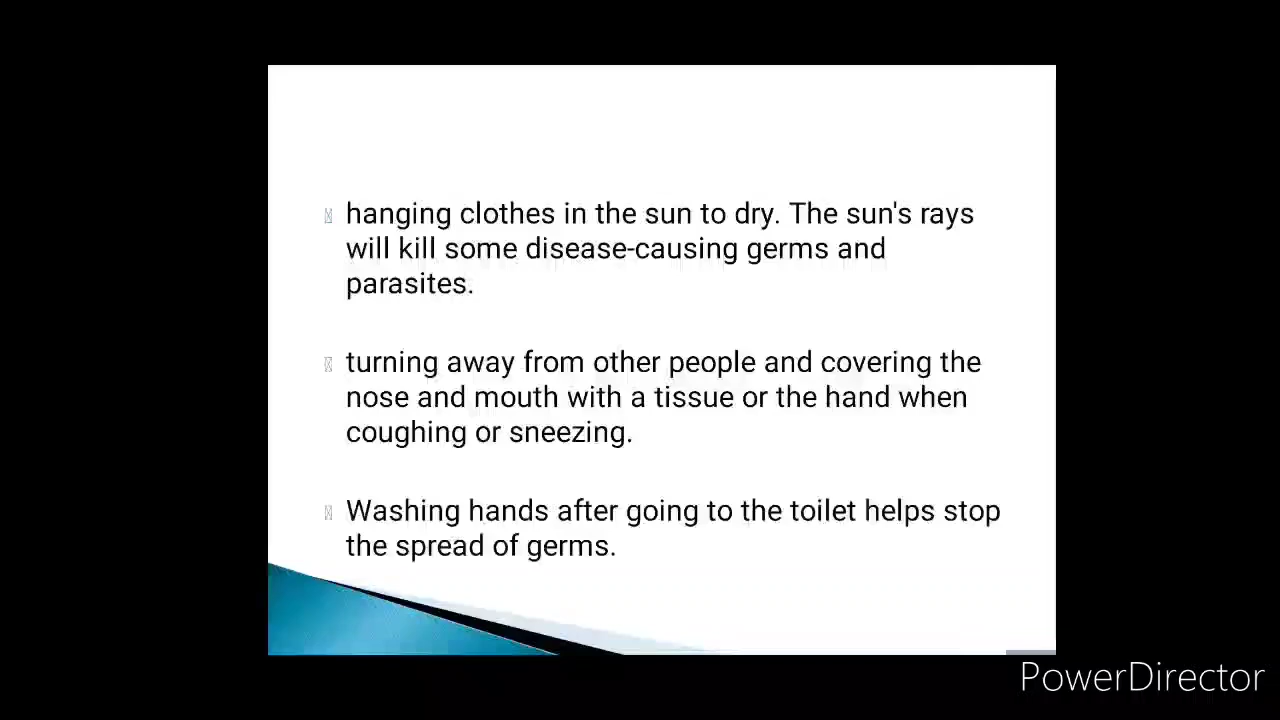 hanging clothes in the sun to dry. The sun's rays
will kill some disease-causing germs and
parasites.
turning away from other people and covering the
nose and mouth with a tissue or the hand when
coughing or sneezing.
Washing hands after going to the toilet helps stop
the spread of germs.
PowerDirector